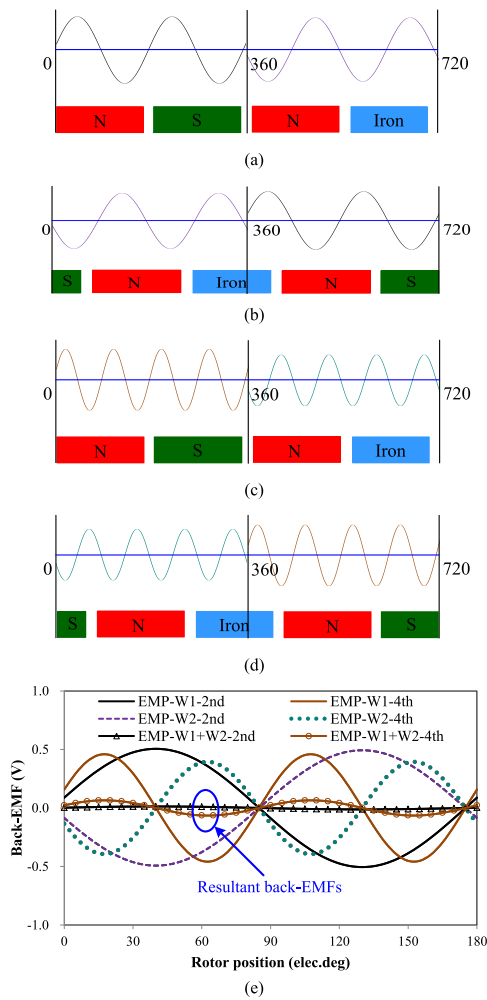 0
360
720
N
S
N
Iron
(a)
0
360
720
S
N
Iron
N
S
(b)
0
360
720
N
S
N
Iron
(c)
0
360
720
S
N
Iron
N
S
(d)
1.0
0.5
0.0
-0.5
-1.0
Back-EMF (V)
EMP-W1-2nd
EMP-W1-4th
EMP-W2-2nd
EMP-W2-4th
EMP-W1+W2-2nd
EMP-W1+W2-4th
Resultant back-EMFs
0 30 60 90 120 150 180
Rotor position (elec.deg)
(e)